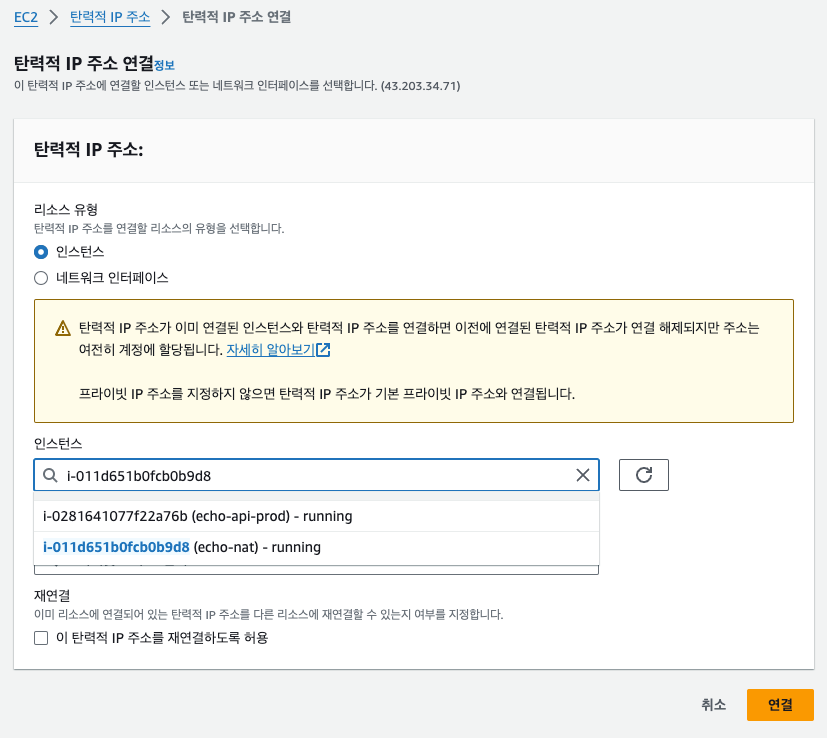 EC2 > 탄력적 IP 주소 > 탄력적 IP 주소 연결
탄력적 IP 주소 연결정보
이 탄력적 IP 주소에 연결할 인스턴스 또는 네트워크 인터페이스를 선택합니다. (43.203.34.71)
탄력적 IP 주소:
리소스 유형
탄력적 IP 주소를 연결할 리소스의 유형을 선택합니다.
인스턴스
네트워크 인터페이스
탄력적 IP 주소가 이미 연결된 인스턴스와 탄력적 IP 주소를 연결하면 이전에 연결된 탄력적 IP 주소가 연결 해제되지만 주소는
여전히 계정에 할당됩니다. 자세히 알아보기
프라이빗 IP 주소를 지정하지 않으면 탄력적 IP 주소가 기본 프라이빗 IP 주소와 연결됩니다.
인스턴스
i-011d651b0fcb0b9d8
i-0281641077f22a76b (echo-api-prod) - running
i-011d651b0fcb0b9d8 (echo-nat) - running
재연결
이미 리소스에 연결되어 있는 탄력적 IP 주소를 다른 리소스에 재연결할 수 있는지 여부를 지정합니다.
이 탄력적 IP 주소를 재연결하도록 허용
취소
연결